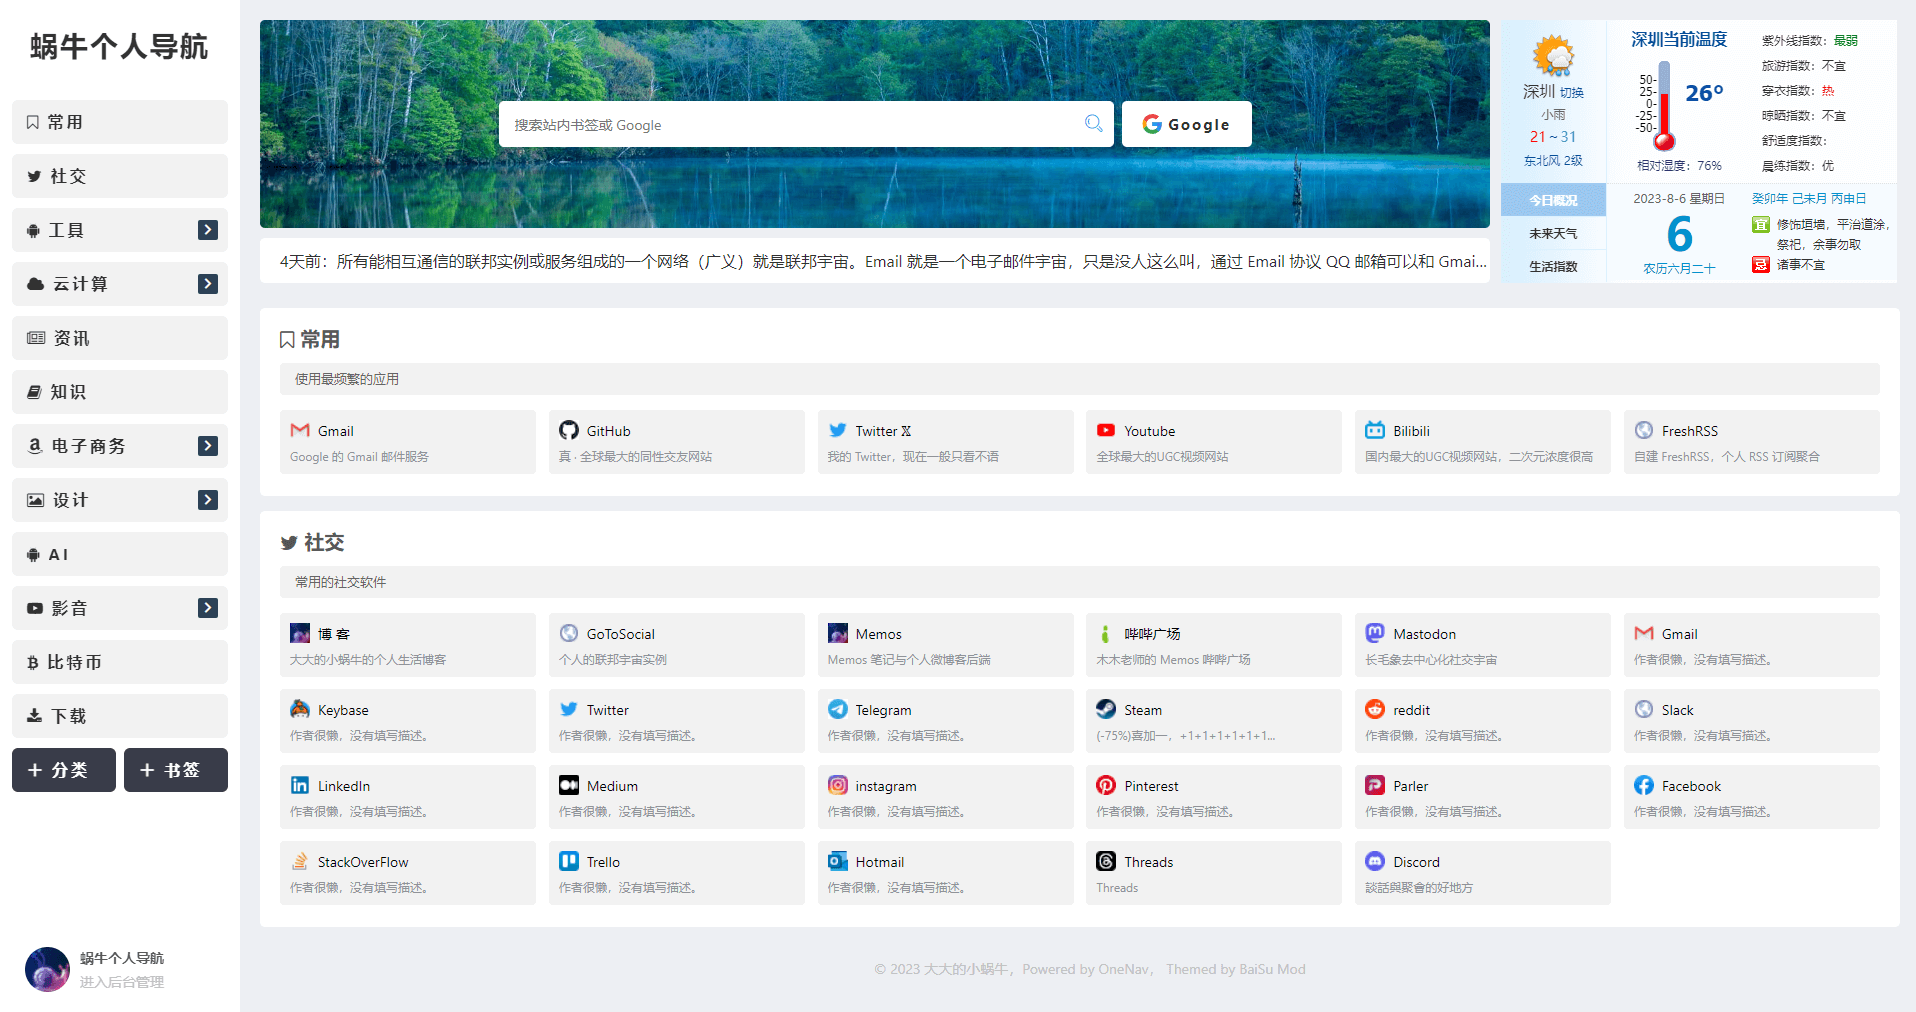 蜗牛个人导航
常用
社交
工具
云计算
资讯
知识
电子商务
设计
AI
影音
比特币
下载
+ 分类
+ 书签
蜗牛个人导航
进入后台管理
搜索站内书签或 Google
Google
4天前：所有能相互通信的联邦实例或服务组成的一个网络（广义）就是联邦宇宙。Email 就是一个电子邮件宇宙，只是没人这么叫，通过 Email 协议 QQ 邮箱可以和 Gmai...
深圳 切换
小雨
21 ~ 31
东北风 2级
深圳当前温度
50-
25-
0-
-25-
-50-
26°
相对湿度：76%
紫外线指数：最弱
旅游指数：不宜
穿衣指数：热
晾晒指数：不宜
舒适度指数：
晨练指数：优
今日概况
未来天气
生活指数
2023-8-6 星期日
6
农历六月二十
癸卯年 己未月 丙申日
宜 修饰垣墙，平治道涂，
祭祀，余事勿取
忌 诸事不宜
常用
使用最频繁的应用
Gmail
Google 的 Gmail 邮件服务
GitHub
真 · 全球最大的同性交友网站
Twitter 𝕏
我的 Twitter，现在一般只看不语
Youtube
全球最大的UGC视频网站
Bilibili
国内最大的UGC视频网站，二次元浓度很高
FreshRSS
自建 FreshRSS，个人 RSS 订阅聚合
社交
常用的社交软件
博 客
大大的小蜗牛的个人生活博客
GoToSocial
个人的联邦宇宙实例
Memos
Memos 笔记与个人微博客后端
哔哔广场
木木老师的 Memos 哔哔广场
Mastodon
长毛象去中心化社交宇宙
Gmail
作者很懒，没有填写描述。
Keybase
作者很懒，没有填写描述。
Twitter
作者很懒，没有填写描述。
Telegram
作者很懒，没有填写描述。
Steam
(-75%)喜加一，+1+1+1+1+1+1...
reddit
作者很懒，没有填写描述。
Slack
作者很懒，没有填写描述。
LinkedIn
作者很懒，没有填写描述。
Medium
作者很懒，没有填写描述。
instagram
作者很懒，没有填写描述。
Pinterest
作者很懒，没有填写描述。
Parler
作者很懒，没有填写描述。
Facebook
作者很懒，没有填写描述。
StackOverFlow
作者很懒，没有填写描述。
Trello
作者很懒，没有填写描述。
Hotmail
作者很懒，没有填写描述。
Threads
Threads
Discord
談話與聚會的好地方
© 2023 大大的小蜗牛，Powered by OneNav， Themed by BaiSu Mod